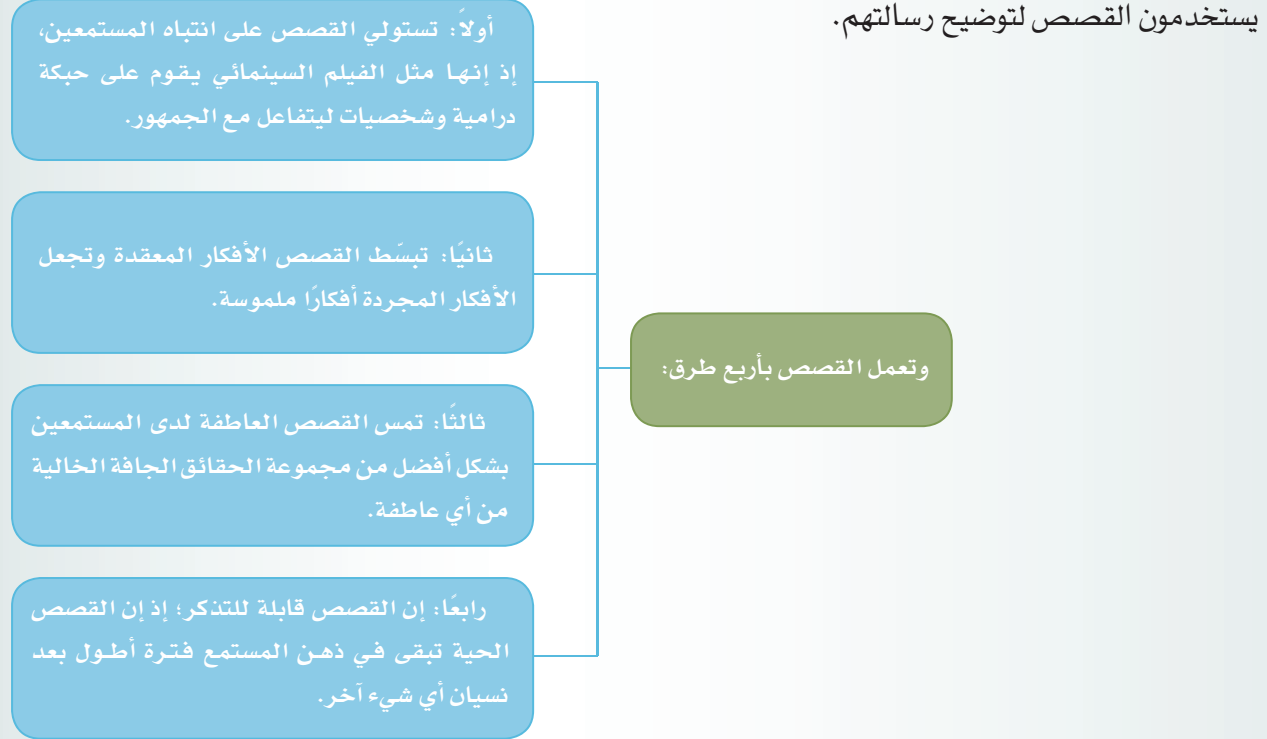 يستخدمون القصص لتوضيح رسالتهم.
وتعمل القصص بأربع طرق:
أولاً: تستولي القصص على انتباه المستمعين،
إذ إنها مثل الفيلم السينمائي يقوم على حبكة
درامية وشخصيات ليتفاعل مع الجمهور.
ثانيًا: تبسّط القصص الأفكار المعقدة وتجعل
الأفكار المجردة أفكارًا ملموسة.
ثالثًا: تمس القصص العاطفة لدى المستمعين
بشكل أفضل من مجموعة الحقائق الجافة الخالية
من أي عاطفة.
رابعًا: إن القصص قابلة للتذكر؛ إذ إن القصص
الحية تبقى في ذهن المستمع فترة أطول بعد
نسيان أي شيء آخر.